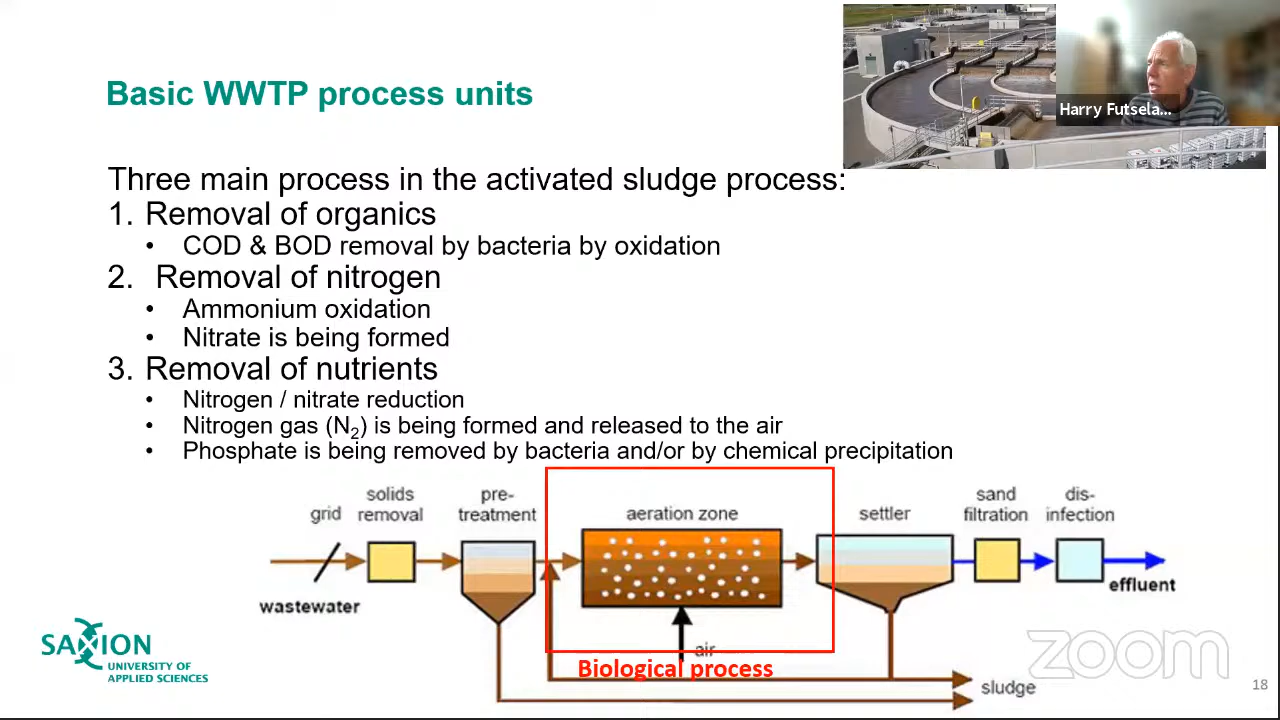 Basic WWTP process units
Harry Futsela...
Three main process in the activated sludge process:
1. Removal of organics
• COD & BOD removal by bacteria by oxidation
2. Removal of nitrogen
• Ammonium oxidation
• Nitrate is being formed
3. Removal of nutrients
• Nitrogen / nitrate reduction
• Nitrogen gas (N2) is being formed and released to the air
• Phosphate is being removed by bacteria and/or by chemical precipitation
grid
solids
removal
pre-
treatment
aeration zone
settler
sand
filtration
dis-
infection
wastewater
effluent
air
Biological process
sludge
SAXION
UNIVERSITY OF
APPLIED SCIENCES
zoom
18